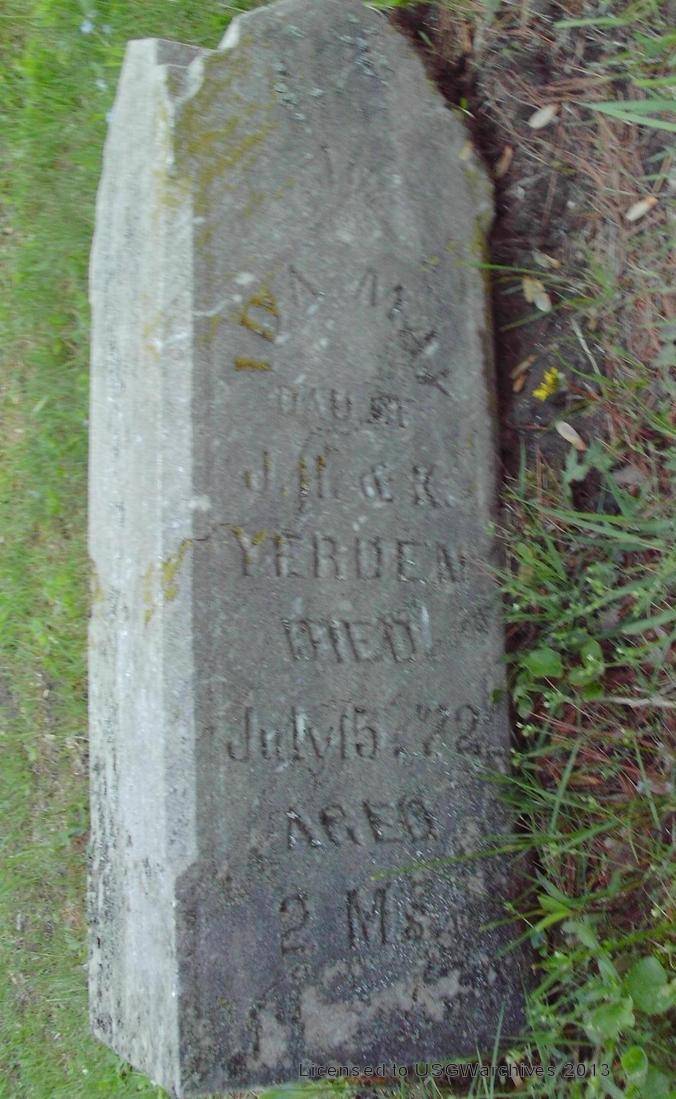 IDA MAY
DAU. OF
J. H. & R.
YERDEN
DIED
July 15, 72
AGED
2 Ms.
Licensed to USGWarchives 2013